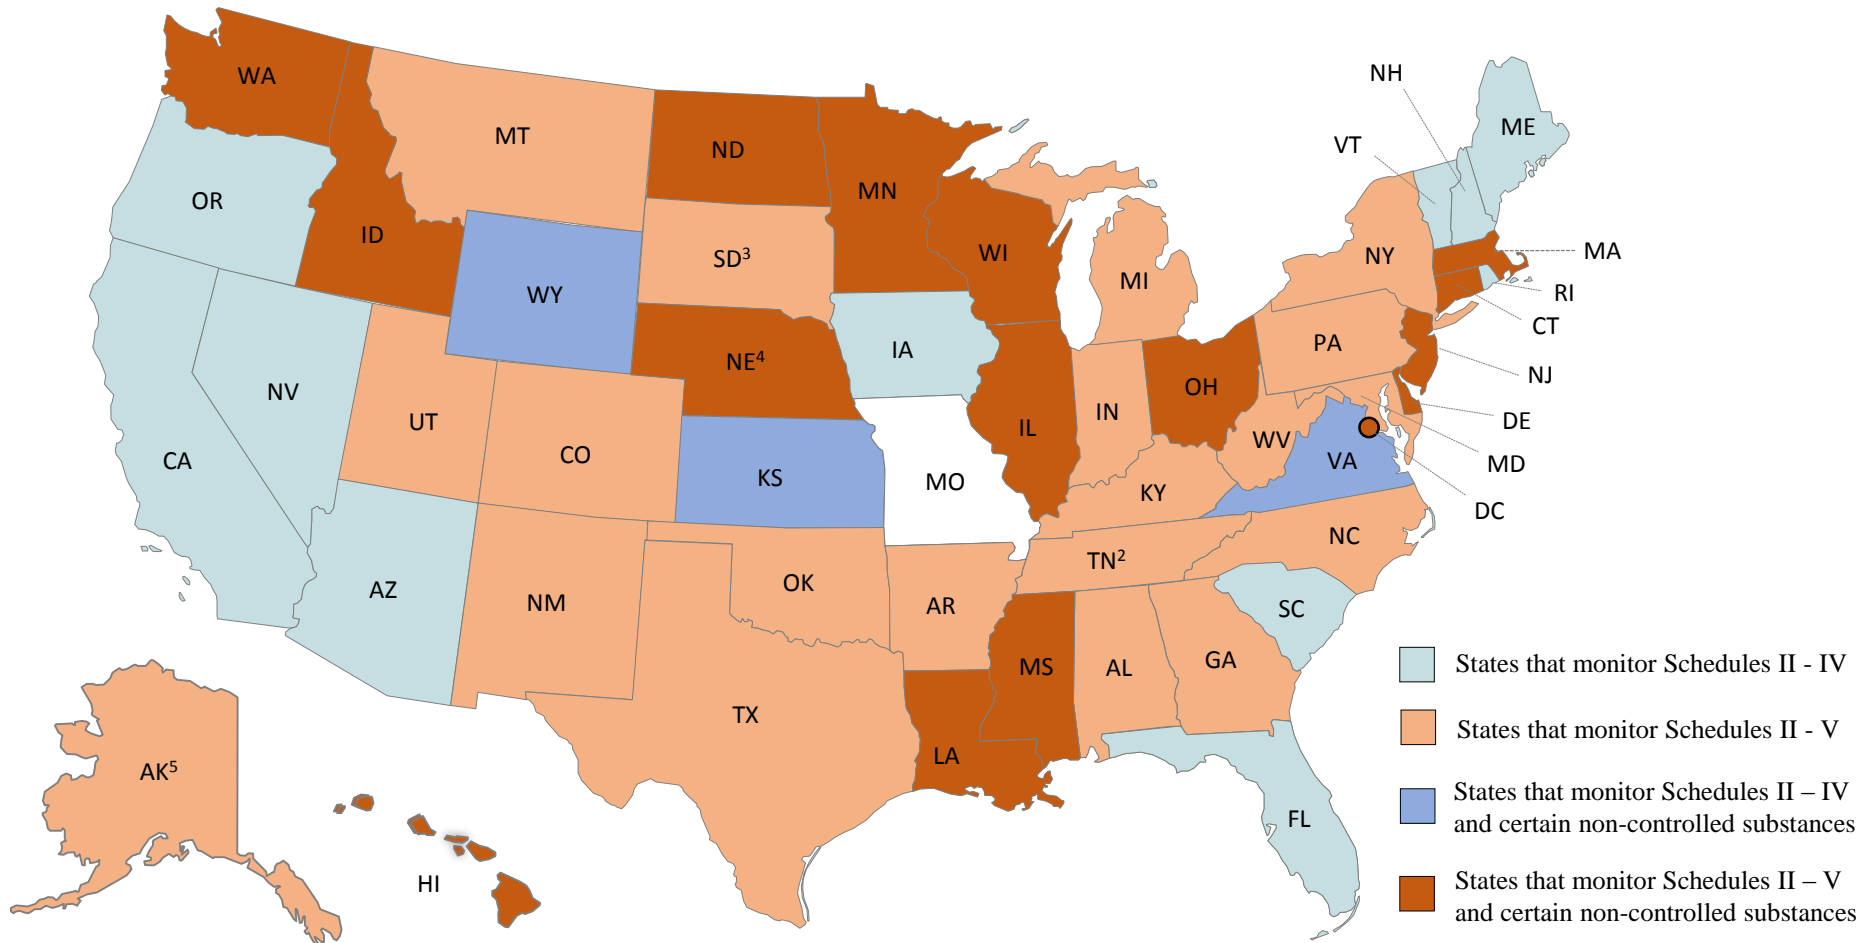 WA
MT
ND
MN
OR
ID
WY
SD³
WI
MI
NY
NH
VT
ME
MA
RI
CT
NJ
DE
MD
DC
NV
UT
CO
NE⁴
IA
IL
IN
OH
PA
CA
KS
MO
KY
WV
VA
AZ
NM
OK
AR
TN²
NC
SC
TX
LA
MS
AL
GA
FL
AK⁵
HI
States that monitor Schedules II - IV
States that monitor Schedules II - V
States that monitor Schedules II – IV
and certain non-controlled substances
States that monitor Schedules II – V
and certain non-controlled substances